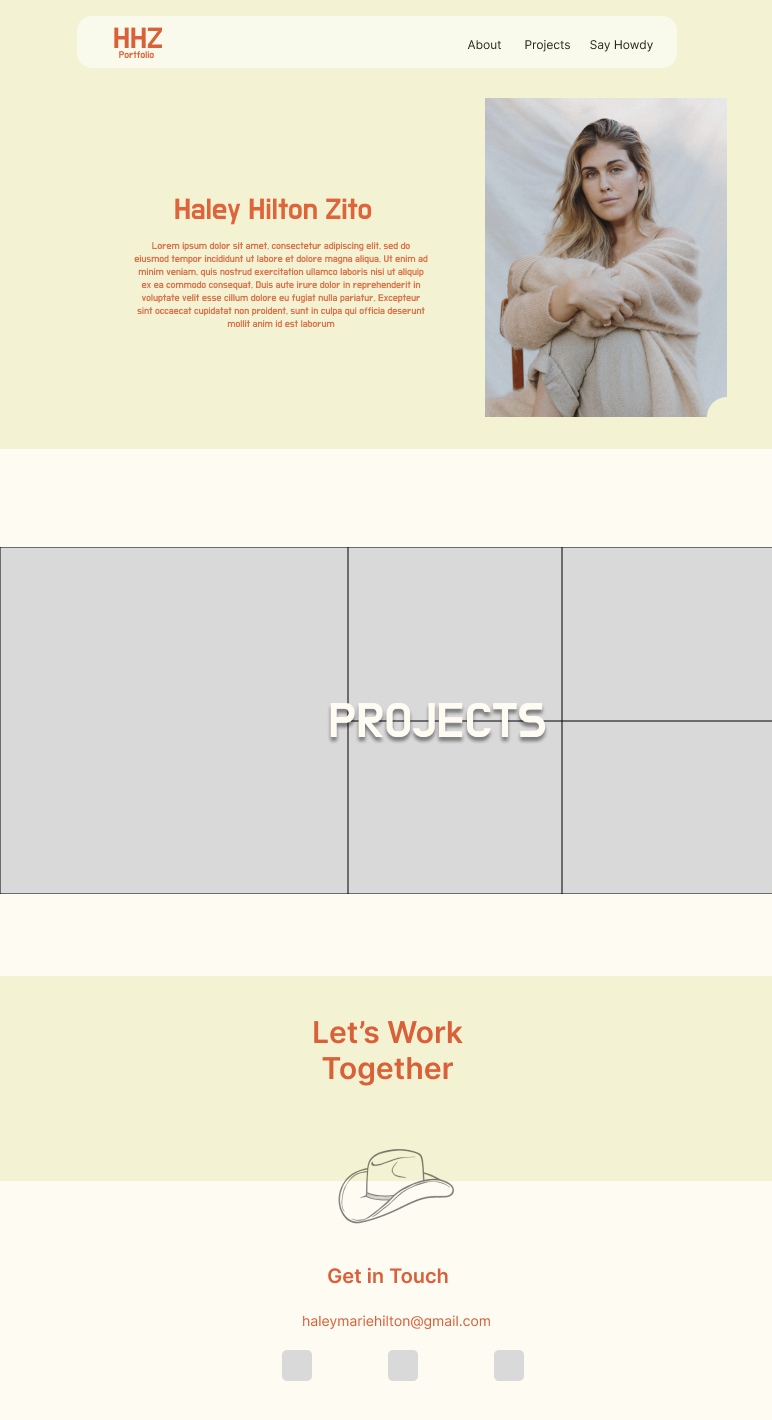 HHZ
Portfolio
About Projects Say Howdy
Haley Hilton Zito
Lorem ipsum dolor sit amet, consectetur adipiscing elit, sed do
eiusmod tempor incididunt ut labore et dolore magna aliqua. Ut enim ad
minim veniam, quis nostrud exercitation ullamco laboris nisi ut aliquip
ex ea commodo consequat. Duis aute irure dolor in reprehenderit in
voluptate velit esse cillum dolore eu fugiat nulla pariatur. Excepteur
sint occaecat cupidatat non proident, sunt in culpa qui officia deserunt
mollit anim id est laborum
PROJECTS
Let’s Work
Together
Get in Touch
haleymariehilton@gmail.com